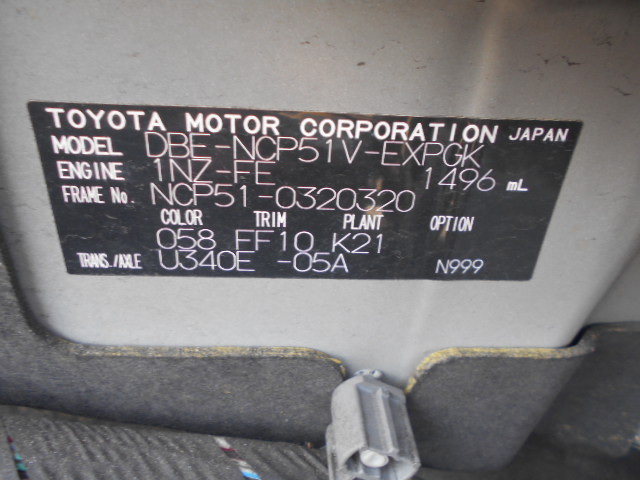 TOYOTA MOTOR CORPORATION JAPAN
MODEL DBE-NCP51V-EXPGK
ENGINE 1NZ-FE 1496 mL
FRAME No. NCP51-0320320
COLOR TRIM PLANT OPTION
058 FF10 K21
TRANS./AXLE U340E -05A N999